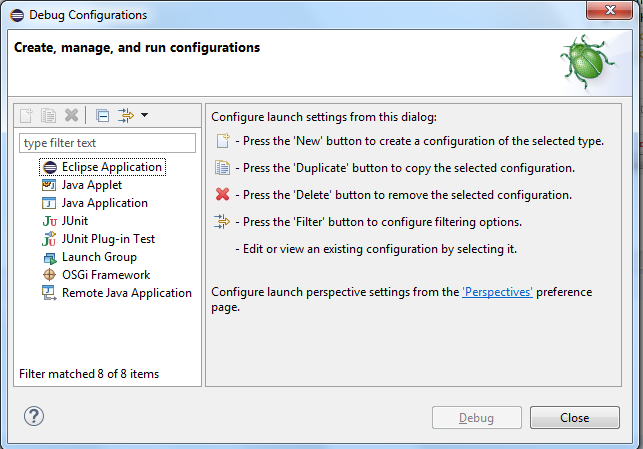 Debug Configurations
Create, manage, and run configurations
type filter text
Eclipse Application
Java Applet
Java Application
JUnit
JUnit Plug-in Test
Launch Group
OSGi Framework
Remote Java Application
Filter matched 8 of 8 items
Configure launch settings from this dialog:
- Press the 'New' button to create a configuration of the selected type.
- Press the 'Duplicate' button to copy the selected configuration.
- Press the 'Delete' button to remove the selected configuration.
- Press the 'Filter' button to configure filtering options.
- Edit or view an existing configuration by selecting it.
Configure launch perspective settings from the 'Perspectives' preference
page.
Debug
Close